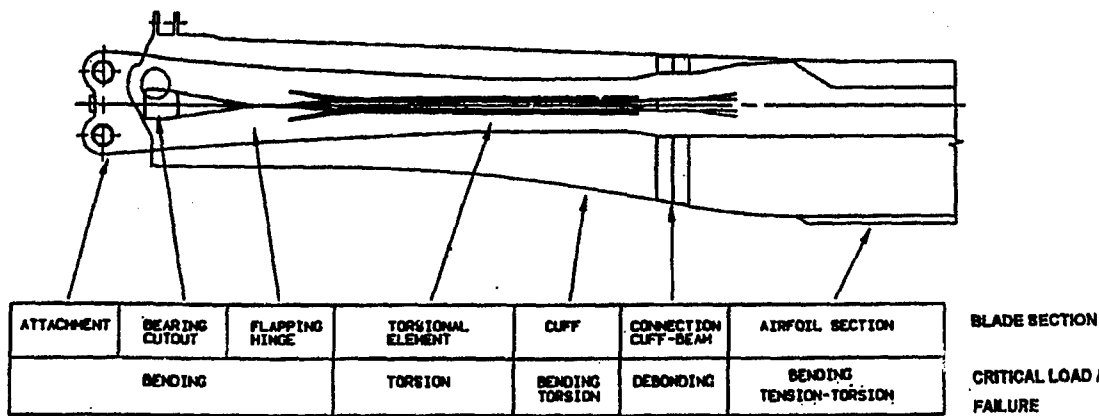 ATTACHMENT
BEARING
CUTOUT
FLAPPING
HINGE
TORSIONAL
ELEMENT
CUFF
CONNECTION
CUFF-BEAM
AIRFOIL SECTION
BLADE SECTION
BENDING
TORSION
BENDING
TORSION
DEBONDING
BENDING
TENSION-TORSION
CRITICAL LOAD /
FAILURE